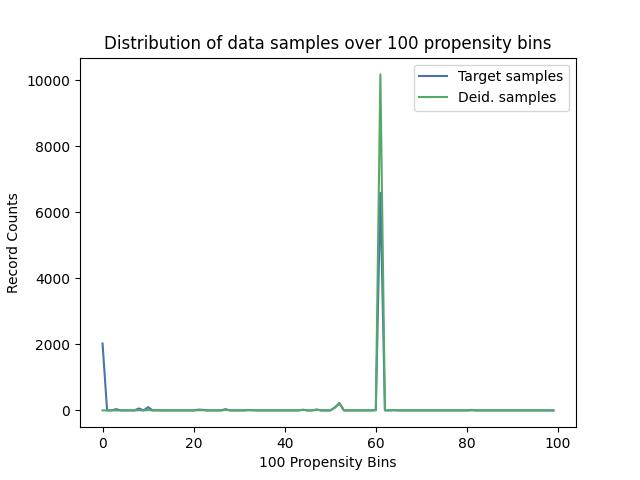 Distribution of data samples over 100 propensity bins
Target samples
Deid. samples
10000
8000
6000
4000
2000
0
Record Counts
0 20 40 60 80 100
100 Propensity Bins